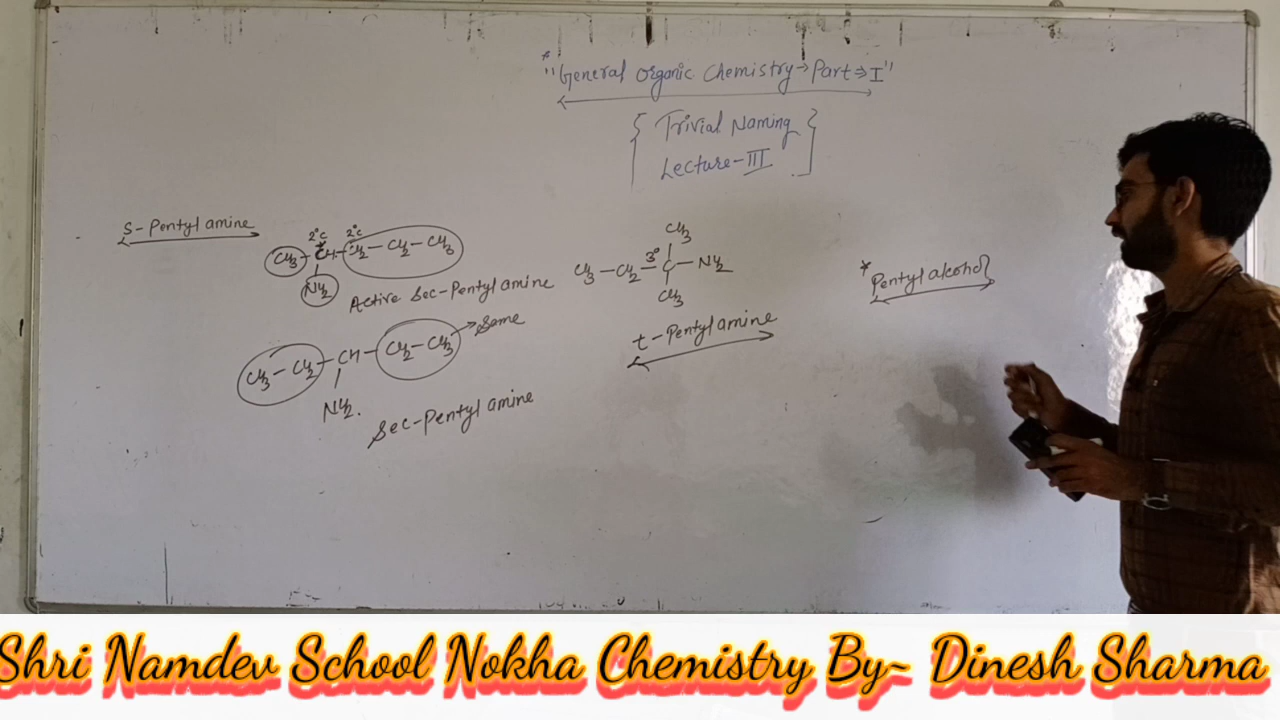 "General Organic Chemistry→Part⇒I"
{ Trivial Naming }
Lecture-III
S-Pentyl amine
2°C 2°C
CH3-CH-CH2-CH2-CH3
NH2
Active Sec-Pentyl amine
CH3-CH2-CH-CH2-CH3 → Same
NH2.
Sec-Pentyl amine
CH3
3°
CH3-CH2-C-NH2
CH3
t-Pentyl amine
* Pentyl alcohol
Shri Namdev School Nokha Chemistry By~ Dinesh Sharma